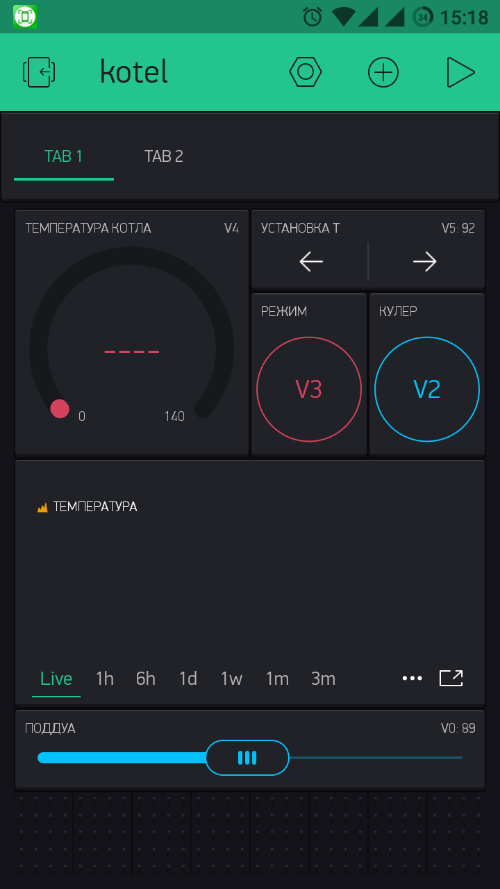 34 15:18
kotel
TAB 1 TAB 2
ТЕМПЕРАТУРА КОТЛА V4
УСТАНОВКА Т V5: 92
РЕЖИМ КУЛЕР
----
V3 V2
0 140
ТЕМПЕРАТУРА
Live 1h 6h 1d 1w 1m 3m
ПОДДУА V0: 89